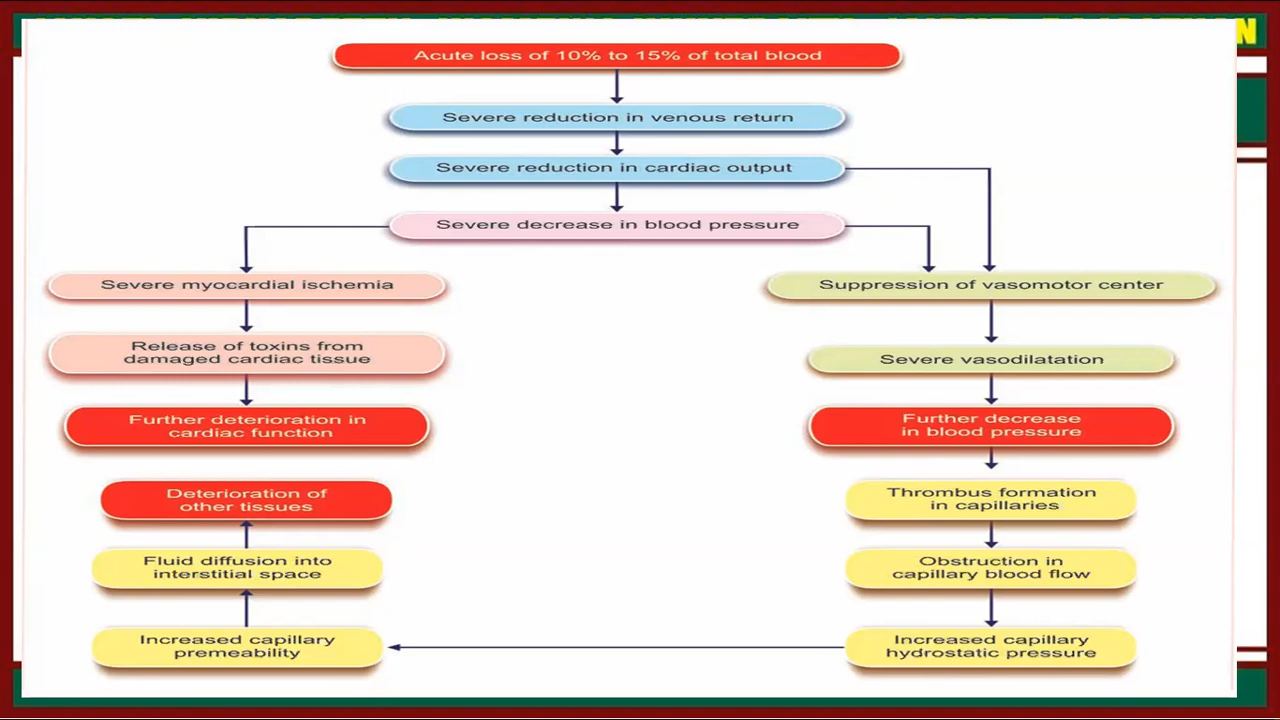 N
Acute loss of 10% to 15% of total blood
Severe reduction in venous return
Severe reduction in cardiac output
Severe decrease in blood pressure
Severe myocardial ischemia
Suppression of vasomotor center
Release of toxins from
damaged cardiac tissue
Severe vasodilatation
Further deterioration in
cardiac function
Further decrease
in blood pressure
Deterioration of
other tissues
Thrombus formation
in capillaries
Fluid diffusion into
interstitial space
Obstruction in
capillary blood flow
Increased capillary
premeability
Increased capillary
hydrostatic pressure